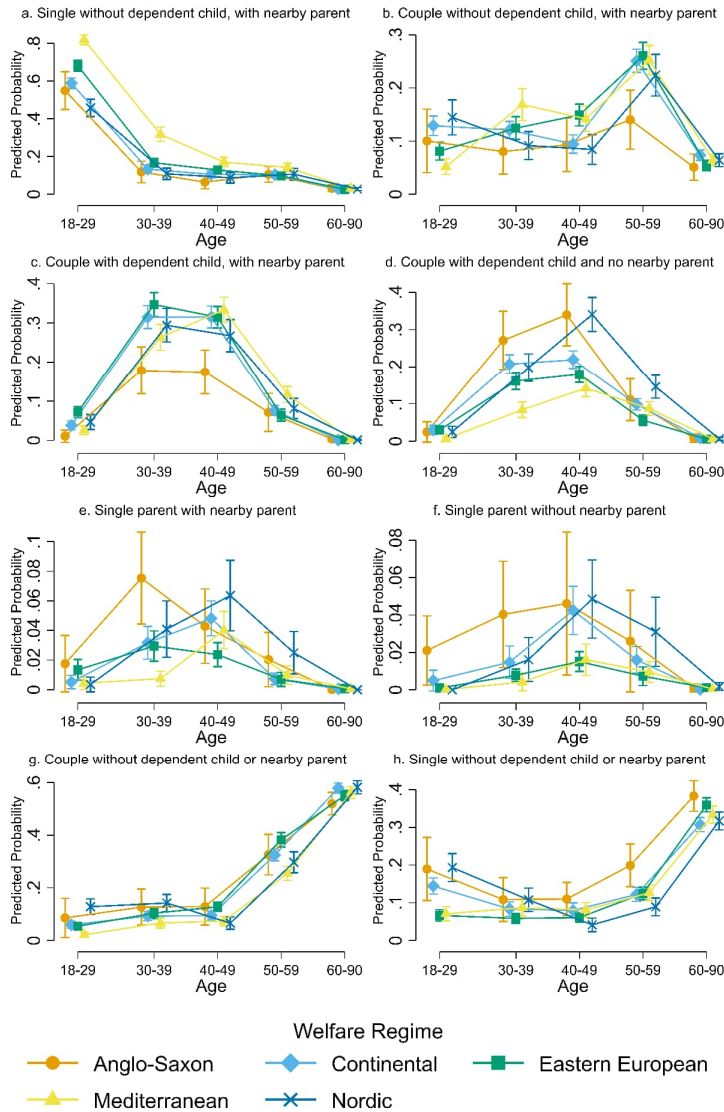 a. Single without dependent child, with nearby parent
Predicted Probability
0 .2 .4 .6 .8
18-29 30-39 40-49 50-59 60-90
Age
b. Couple without dependent child, with nearby parent
Predicted Probability
0 .1 .2 .3
18-29 30-39 40-49 50-59 60-90
Age
c. Couple with dependent child, with nearby parent
Predicted Probability
0 .1 .2 .3 .4
18-29 30-39 40-49 50-59 60-90
Age
d. Couple with dependent child and no nearby parent
Predicted Probability
0 .1 .2 .3 .4
18-29 30-39 40-49 50-59 60-90
Age
e. Single parent with nearby parent
Predicted Probability
0 .02 .04 .06 .08 .1
18-29 30-39 40-49 50-59 60-90
Age
f. Single parent without nearby parent
Predicted Probability
0 .02 .04 .06 .08
18-29 30-39 40-49 50-59 60-90
Age
g. Couple without dependent child or nearby parent
Predicted Probability
0 .2 .4 .6
18-29 30-39 40-49 50-59 60-90
Age
h. Single without dependent child or nearby parent
Predicted Probability
0 .1 .2 .3 .4
18-29 30-39 40-49 50-59 60-90
Age
Welfare Regime
Anglo-Saxon Continental Eastern European
Mediterranean Nordic